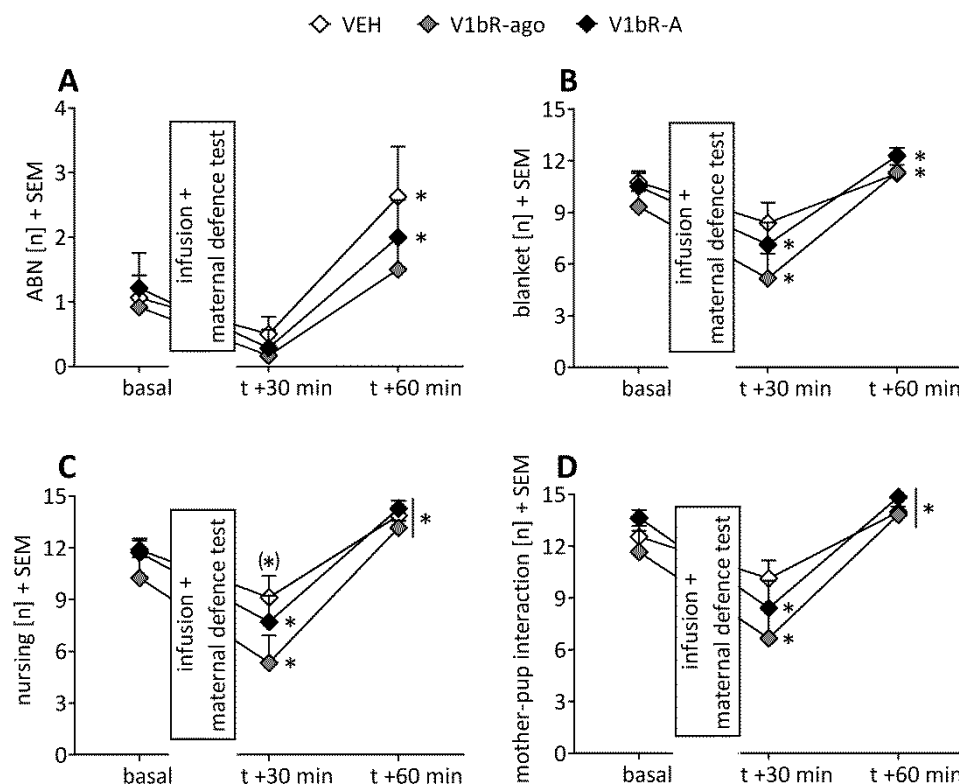 VEH V1bR-ago V1bR-A
A
ABN [n] + SEM
4
3
2
1
0
infusion +
maternal defence test
*
*
basal t +30 min t +60 min
B
blanket [n] + SEM
15
12
9
6
3
0
infusion +
maternal defence test
*
*
*
*
basal t +30 min t +60 min
C
nursing [n] + SEM
15
12
9
6
3
0
infusion +
maternal defence test
(*)
*
*
*
basal t +30 min t +60 min
D
mother-pup interaction [n] + SEM
15
12
9
6
3
0
infusion +
maternal defence test
*
*
*
basal t +30 min t +60 min